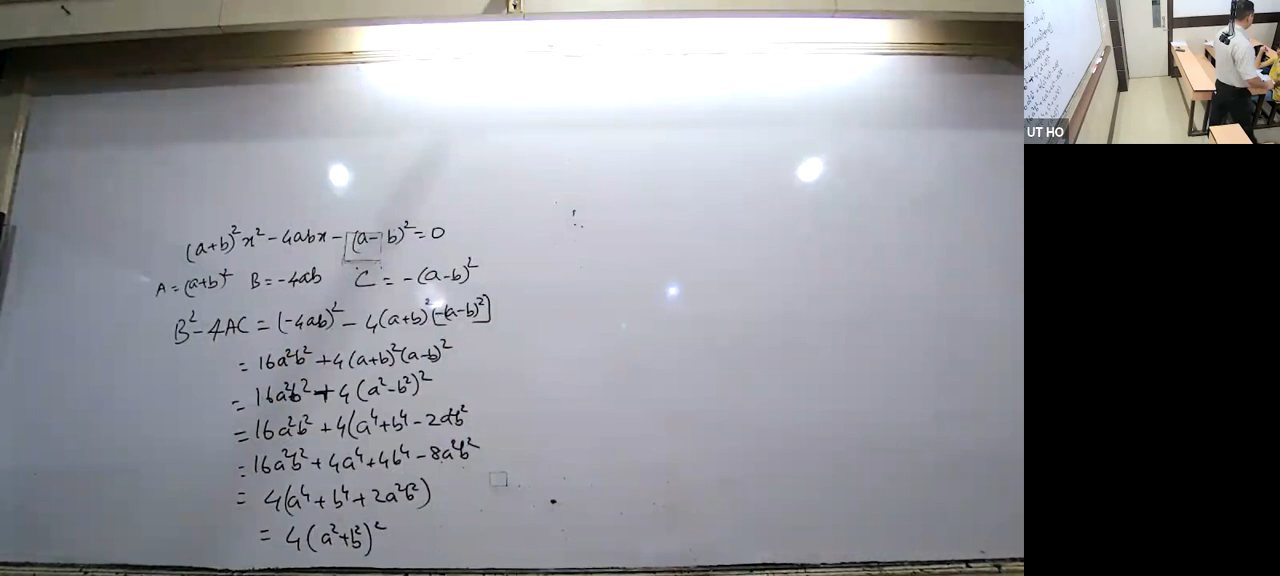 (a+b)²x² - 4abx - (a-b)² = 0
A = (a+b)² B = -4ab C = -(a-b)²
B² - 4AC = (-4ab)² - 4(a+b)²[-(a-b)²]
= 16a²b² + 4(a+b)²(a-b)²
= 16a²b² + 4(a²-b²)²
= 16a²b² + 4(a⁴+b⁴ - 2a²b²
= 16a²b² + 4a⁴ + 4b⁴ - 8a²b²
= 4(a⁴ + b⁴ + 2a²b²)
= 4(a²+b²)²
UT HO